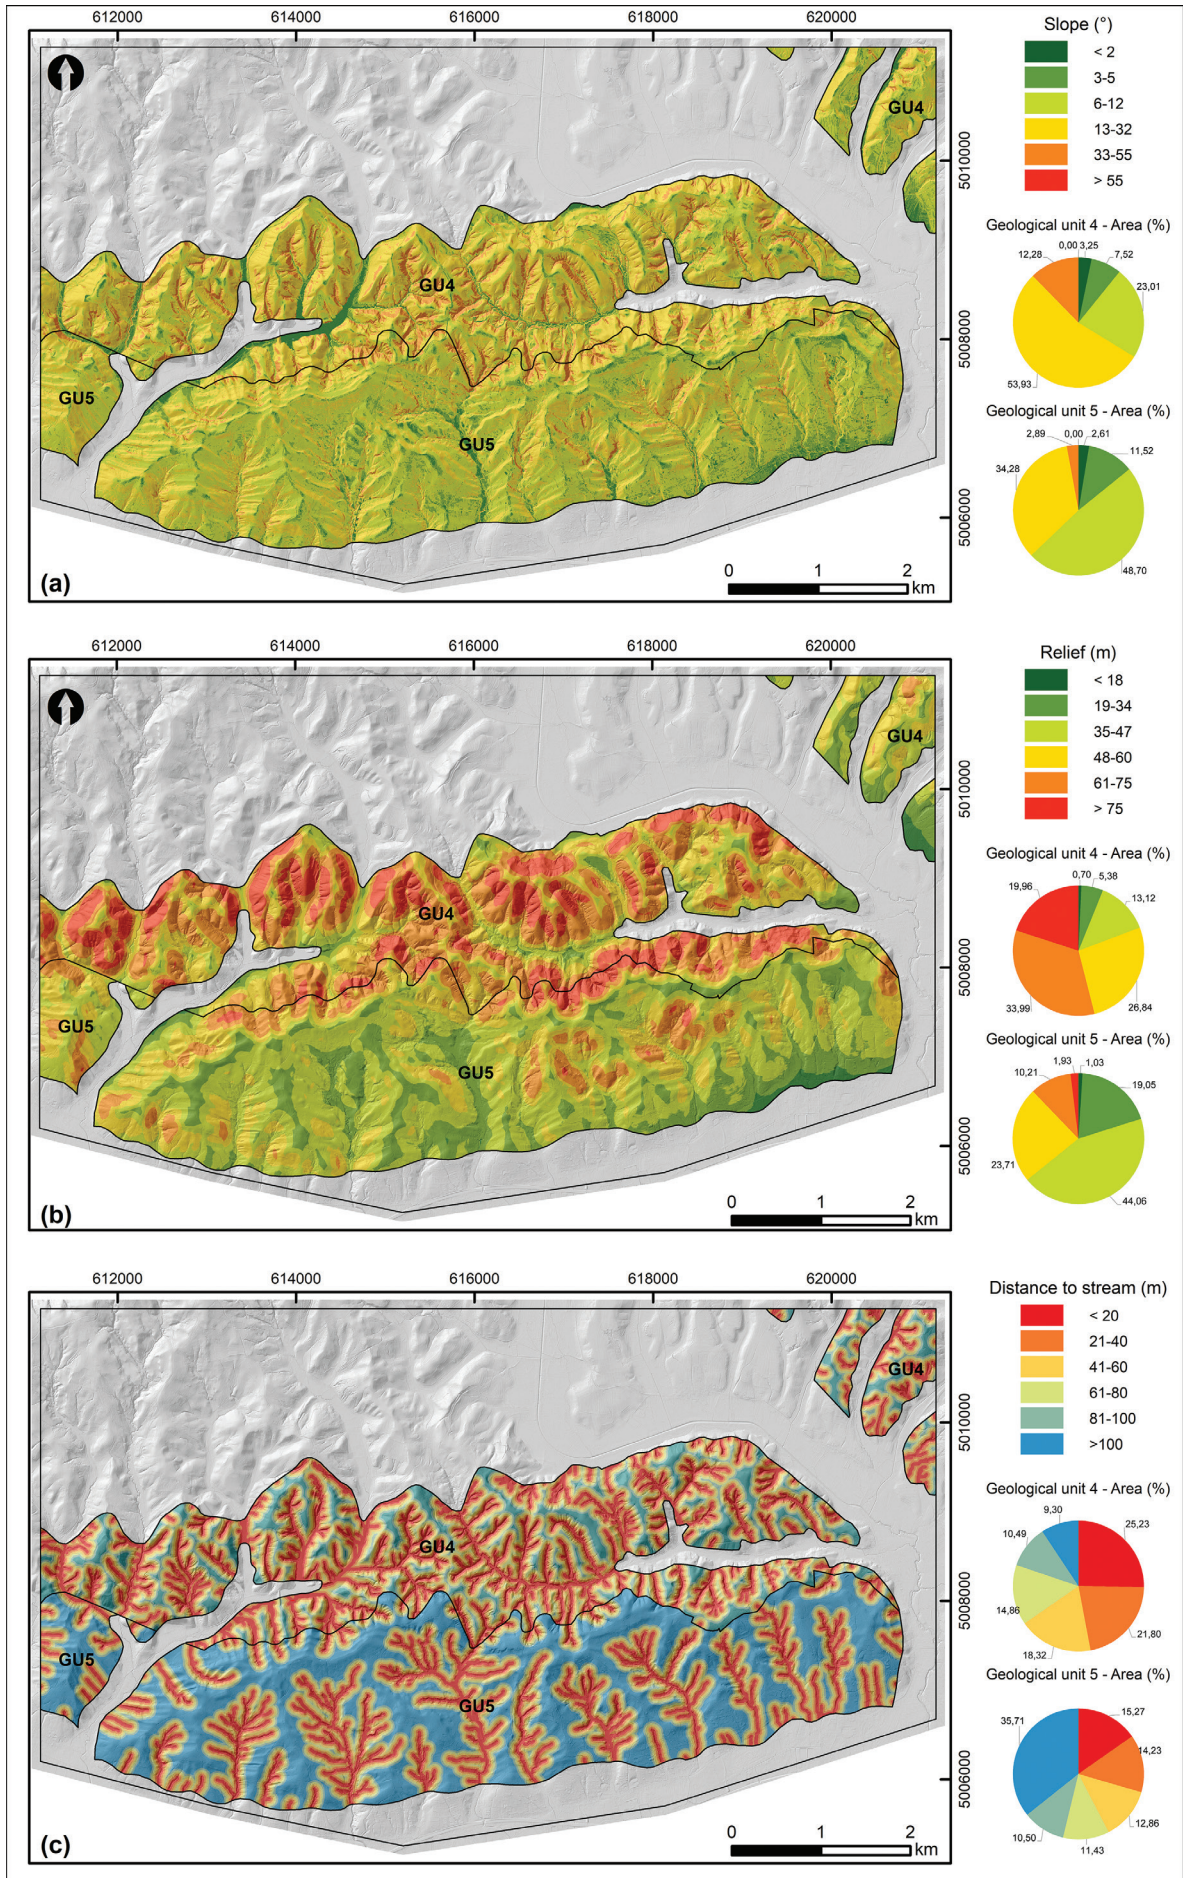 612000 614000 616000 618000 620000
Slope (°)
< 2
3-5
6-12
13-32
33-55
> 55
GU4
5010000
GU4
5008000
GU5
GU5
5006000
0 1 2
km
(a)
Geological unit 4 - Area (%)
0,00
3,25
12,28
7,52
23,01
53,93
Geological unit 5 - Area (%)
2,89
0,00
2,61
11,52
34,28
48,70
612000 614000 616000 618000 620000
Relief (m)
< 18
19-34
35-47
48-60
61-75
> 75
GU4
5010000
GU4
5008000
GU5
GU5
5006000
0 1 2
km
(b)
Geological unit 4 - Area (%)
0,70
5,38
19,96
13,12
33,99
26,84
Geological unit 5 - Area (%)
1,93
1,03
10,21
19,05
23,71
44,06
612000 614000 616000 618000 620000
Distance to stream (m)
< 20
21-40
41-60
61-80
81-100
>100
GU4
5010000
GU4
5008000
GU5
GU5
5006000
0 1 2
km
(c)
Geological unit 4 - Area (%)
9,30
25,23
10,49
14,86
21,80
18,32
Geological unit 5 - Area (%)
15,27
35,71
14,23
12,86
10,50
11,43